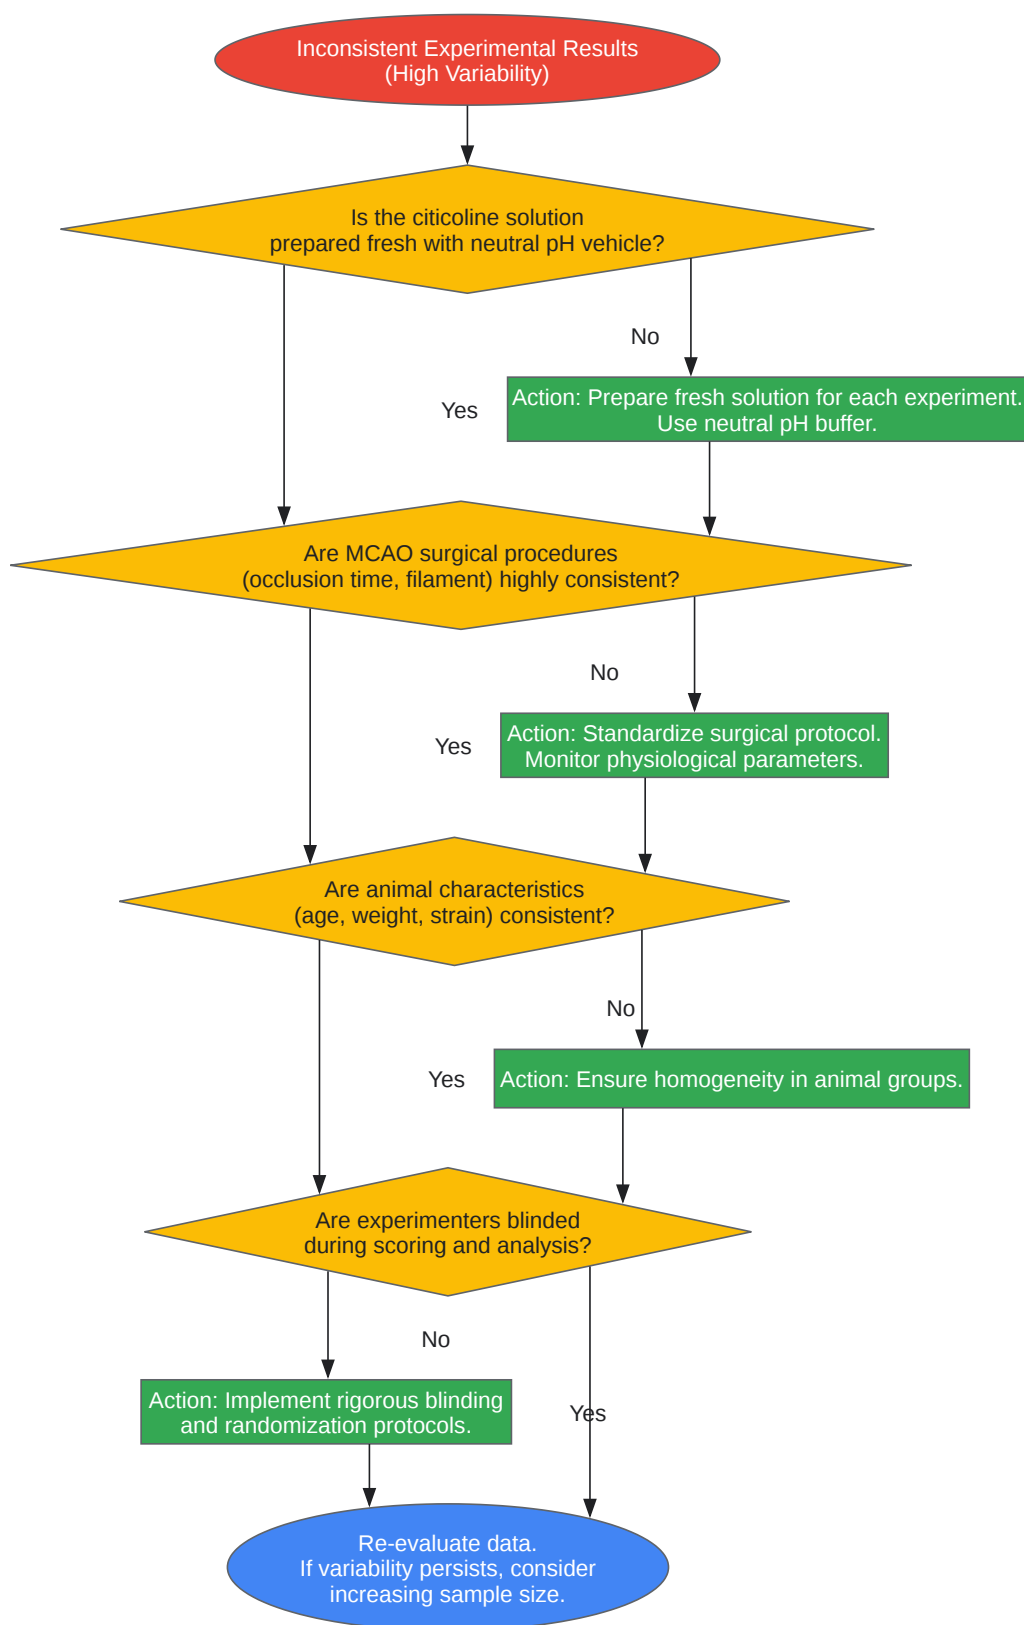 Inconsistent Experimental Results
(High Variability)
Is the citicoline solution
prepared fresh with neutral pH vehicle?
No
Yes
Action: Prepare fresh solution for each experiment.
Use neutral pH buffer.
Are MCAO surgical procedures
(occlusion time, filament) highly consistent?
No
Yes
Action: Standardize surgical protocol.
Monitor physiological parameters.
Are animal characteristics
(age, weight, strain) consistent?
No
Yes
Action: Ensure homogeneity in animal groups.
Are experimenters blinded
during scoring and analysis?
No
Action: Implement rigorous blinding
and randomization protocols.
Yes
Re-evaluate data.
If variability persists, consider
increasing sample size.